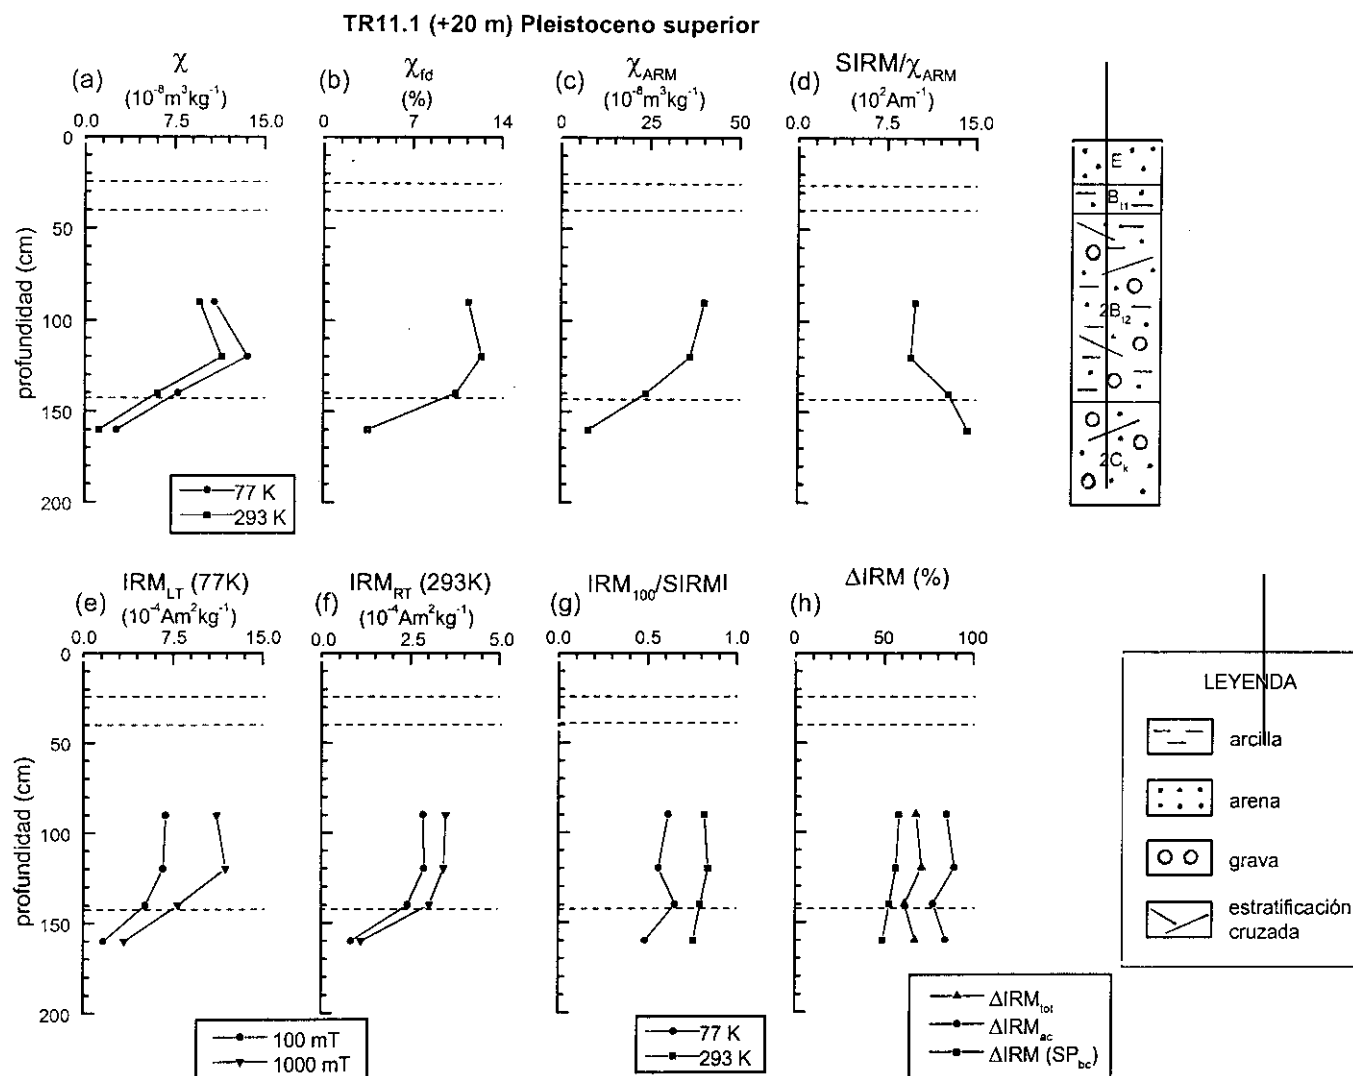 TR11.1 (+20 m) Pleistoceno superior
(a) χ
(10⁻⁸m³kg⁻¹)
0.0 7.5 15.0
(b) χfd
(%)
7 14
(c) χARM
(10⁻⁸m³kg⁻¹)
0 25 50
(d) SIRM/χARM
(10²Am⁻¹)
0.0 7.5 15.0
profundidad (cm)
0
50
100
150
200
77 K
293 K
E
Bt1
2Bt2
2Ck
(e) IRMLT (77K)
(10⁻⁴Am²kg⁻¹)
0.0 7.5 15.0
(f) IRMRT (293K)
(10⁻⁴Am²kg⁻¹)
0.0 2.5 5.0
(g) IRM100/SIRMI
0.0 0.5 1.0
(h) ΔIRM (%)
0 50 100
profundidad (cm)
0
50
100
150
200
100 mT
1000 mT
77 K
293 K
ΔIRMtot
ΔIRMac
ΔIRM (SPbc)
LEYENDA
arcilla
arena
grava
estratificación
cruzada